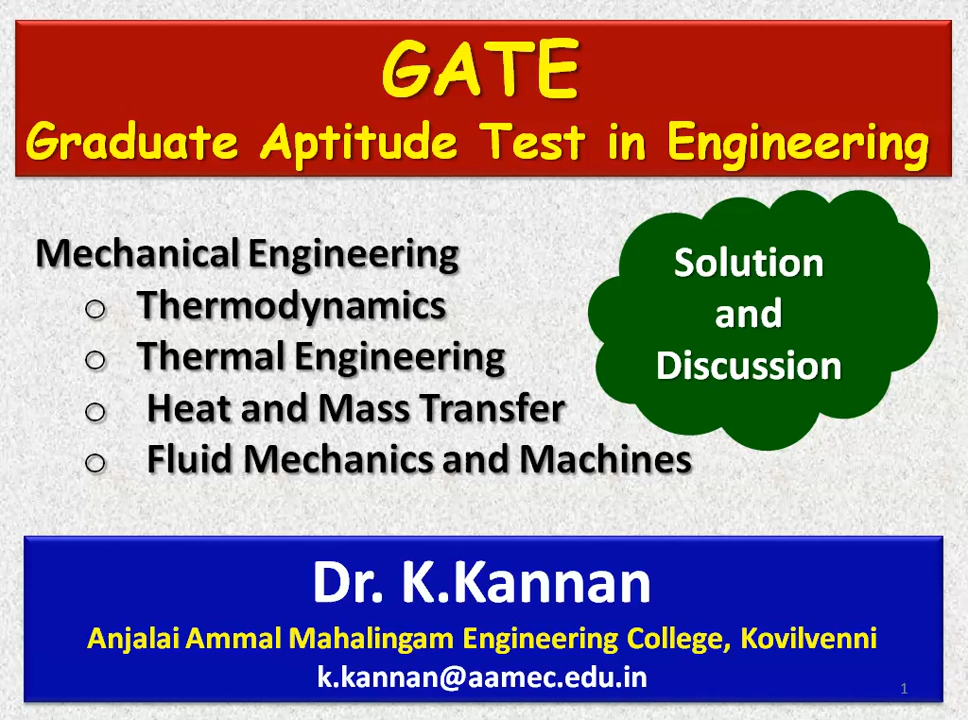 GATE
Graduate Aptitude Test in Engineering
Mechanical Engineering
o Thermodynamics
o Thermal Engineering
o Heat and Mass Transfer
o Fluid Mechanics and Machines
Solution
and
Discussion
Dr. K.Kannan
Anjalai Ammal Mahalingam Engineering College, Kovilvenni
k.kannan@aamec.edu.in
1